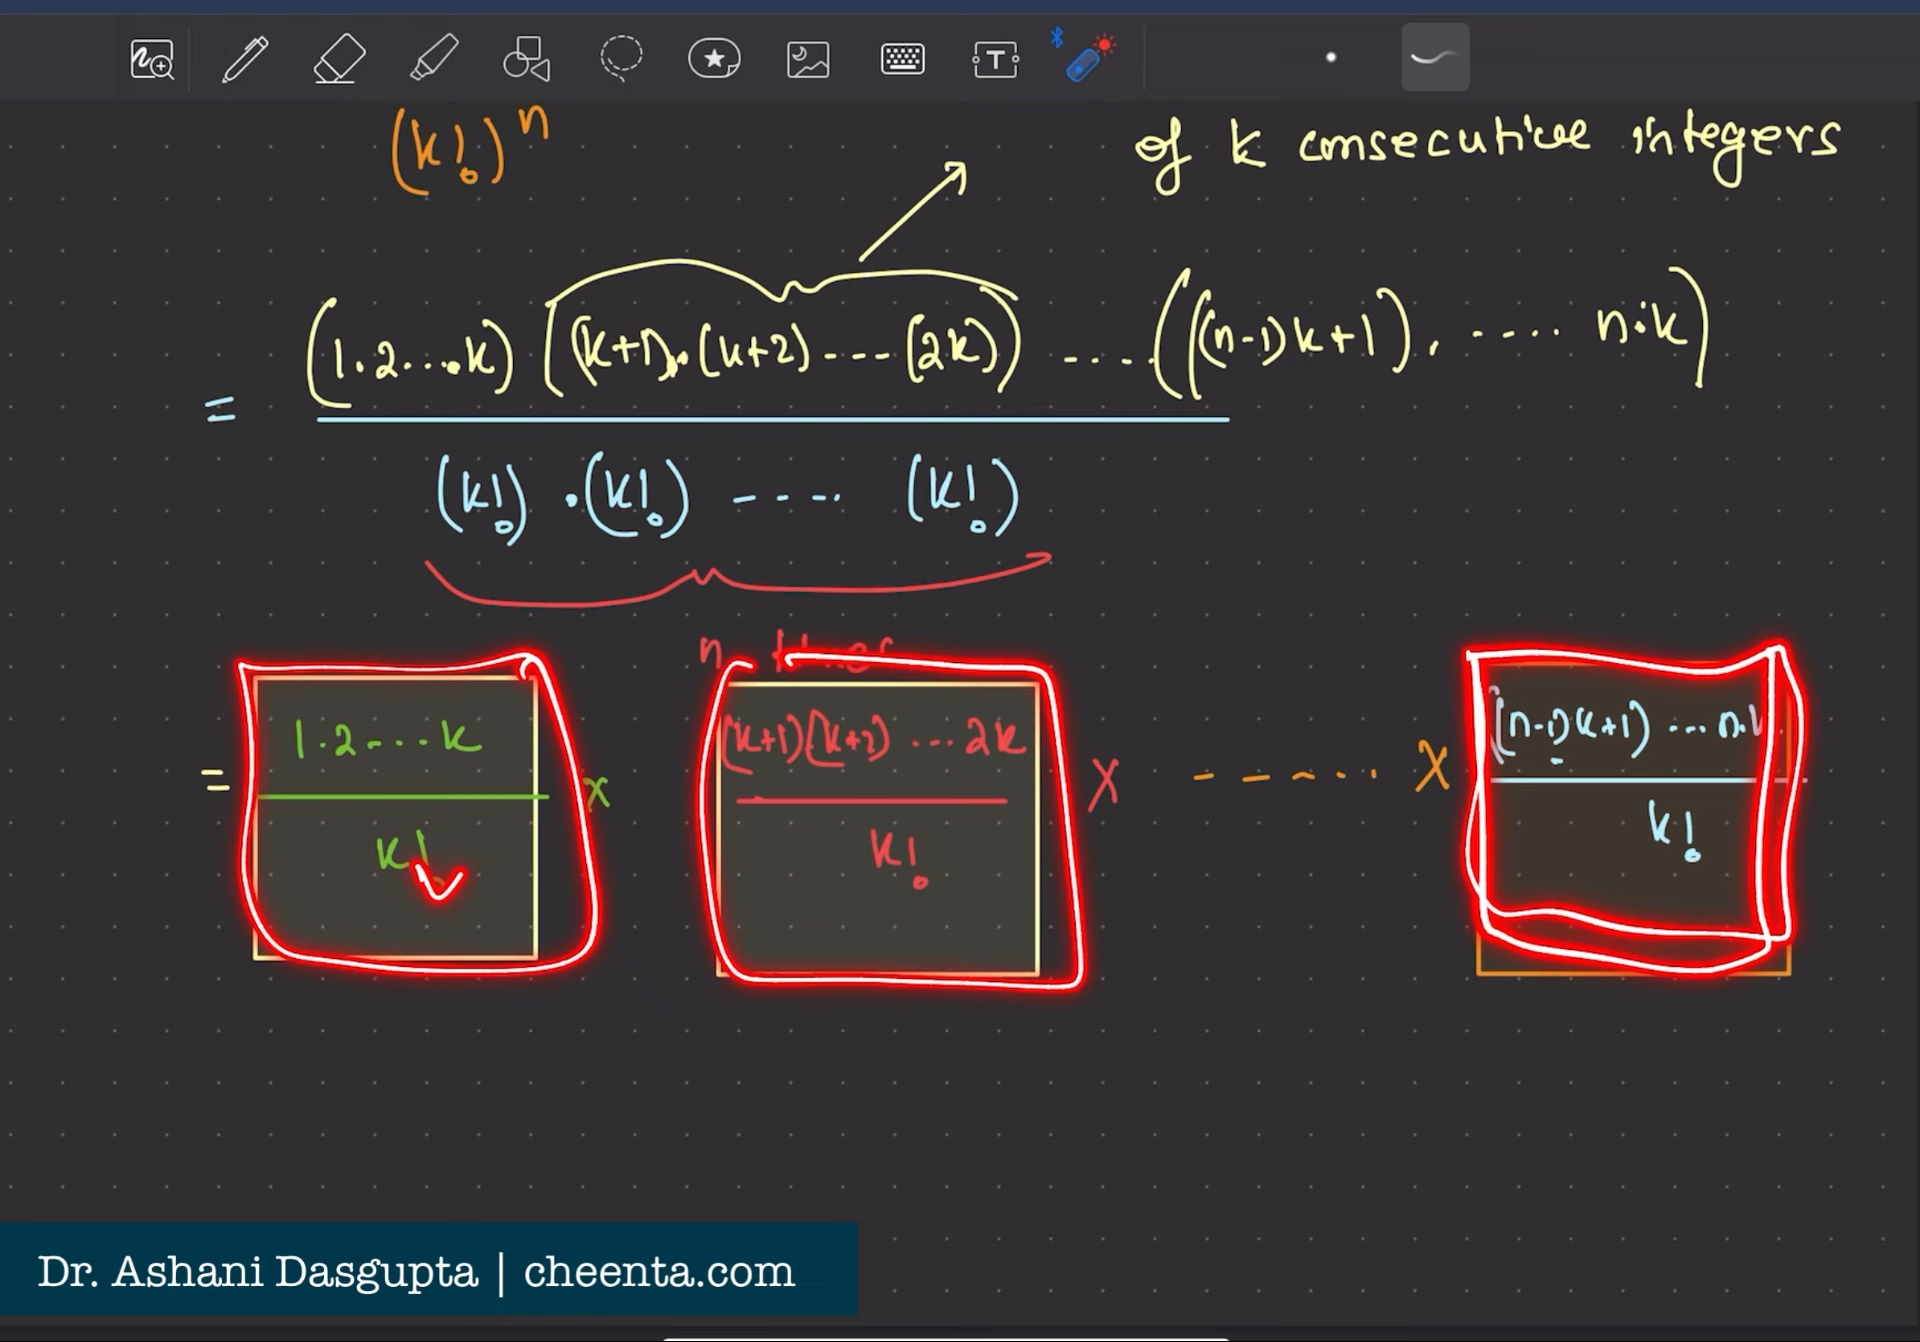 (k!)ⁿ
of k consecutive integers
= (1.2...k) ((k+1).(k+2)---(2k)) ....(((n-1)k+1). .... n.k)
(k!) .(k!) ---- (k!)
n times
= 1.2-...k x (k+1)(k+2)...2k X ------ X ((n-1)k+1)...n.k
k! k! k!
Dr. Ashani Dasgupta | cheenta.com